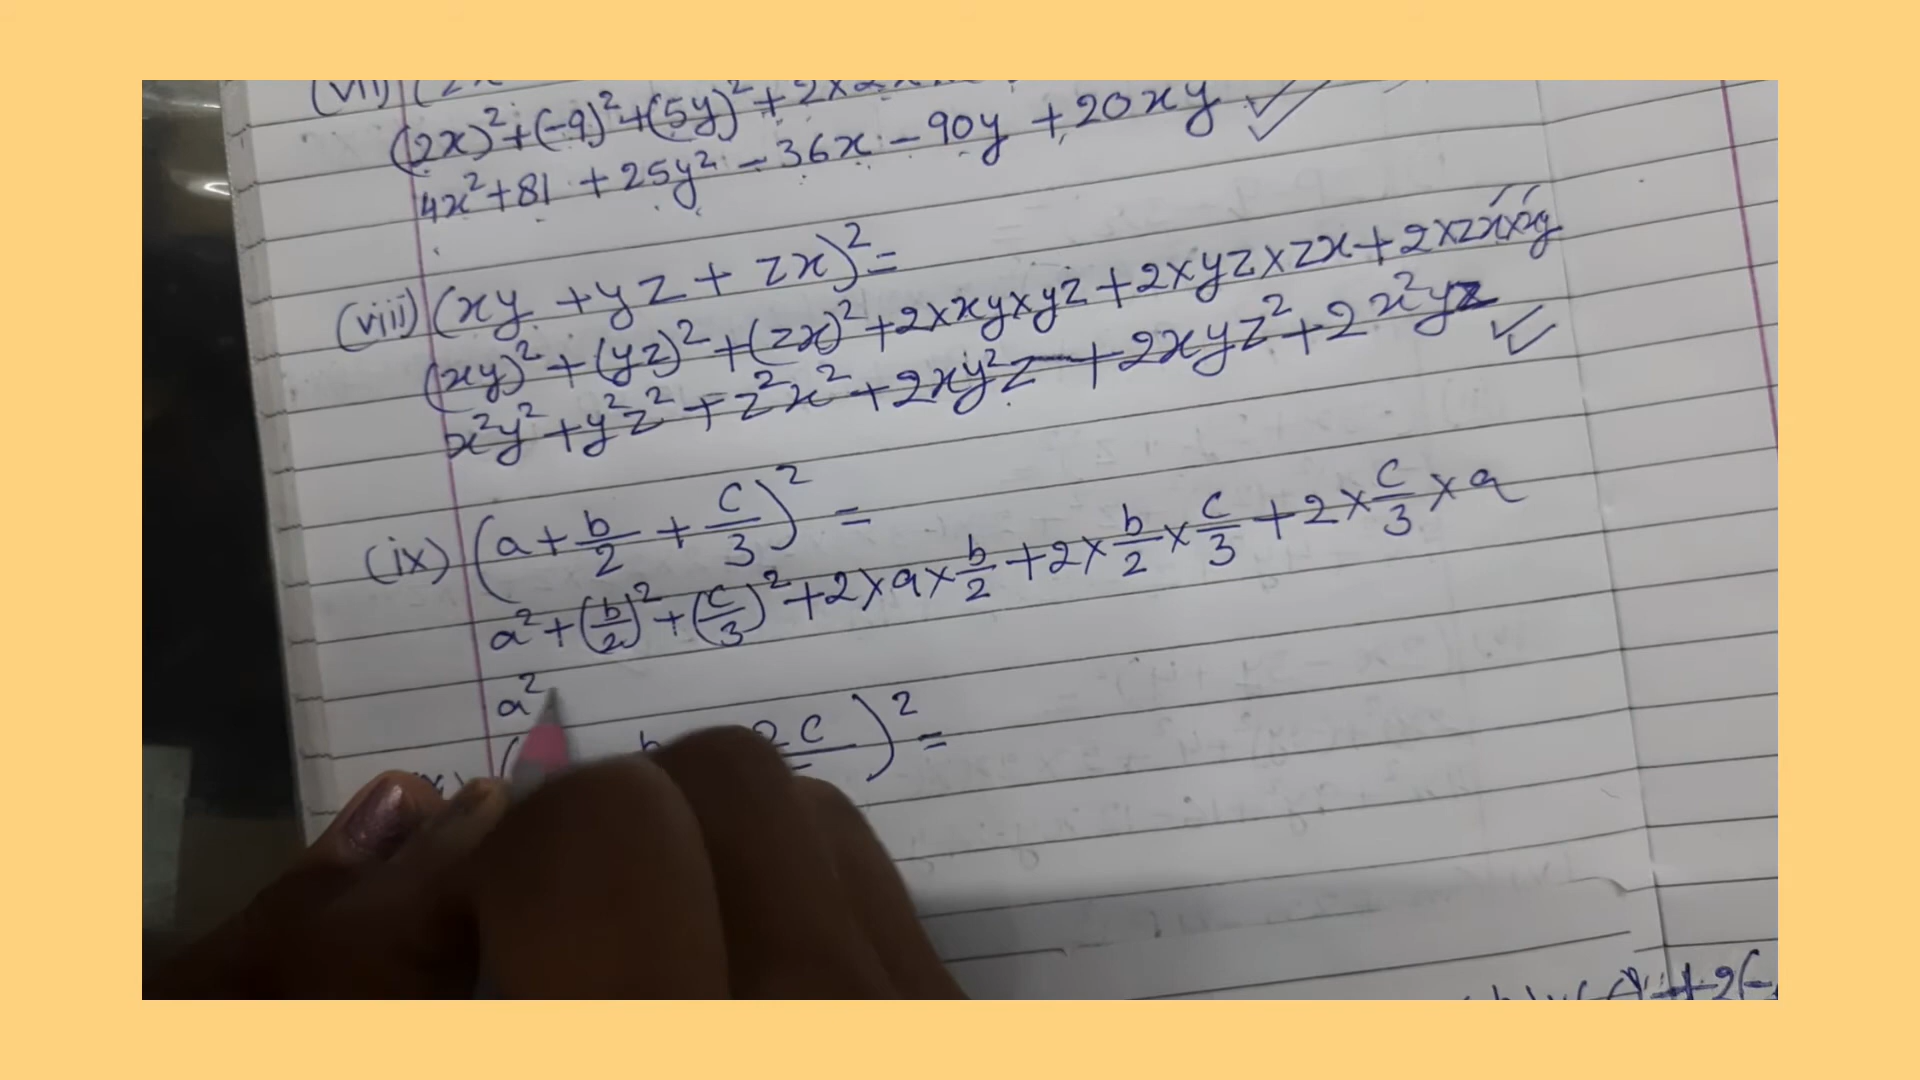 (vii) (2x
(2x)²+(-9)²+(5y)²+2×2x
4x²+81 +25y²-36x-90y+20xy
(viii) (xy +yz + zx)²=
(xy)²+(yz)²+(zx)²+2×xy×yz+2×yz×zx+2×zx×xy
x²y²+y²z²+z²x²+2xy²z+2xyz²+2x²yz
(ix) (a+b/2+c/3)² =
a²+(b/2)²+(c/3)²+2×a×b/2+2×b/2×c/3+2×c/3×a
a²
( b 2c )² =